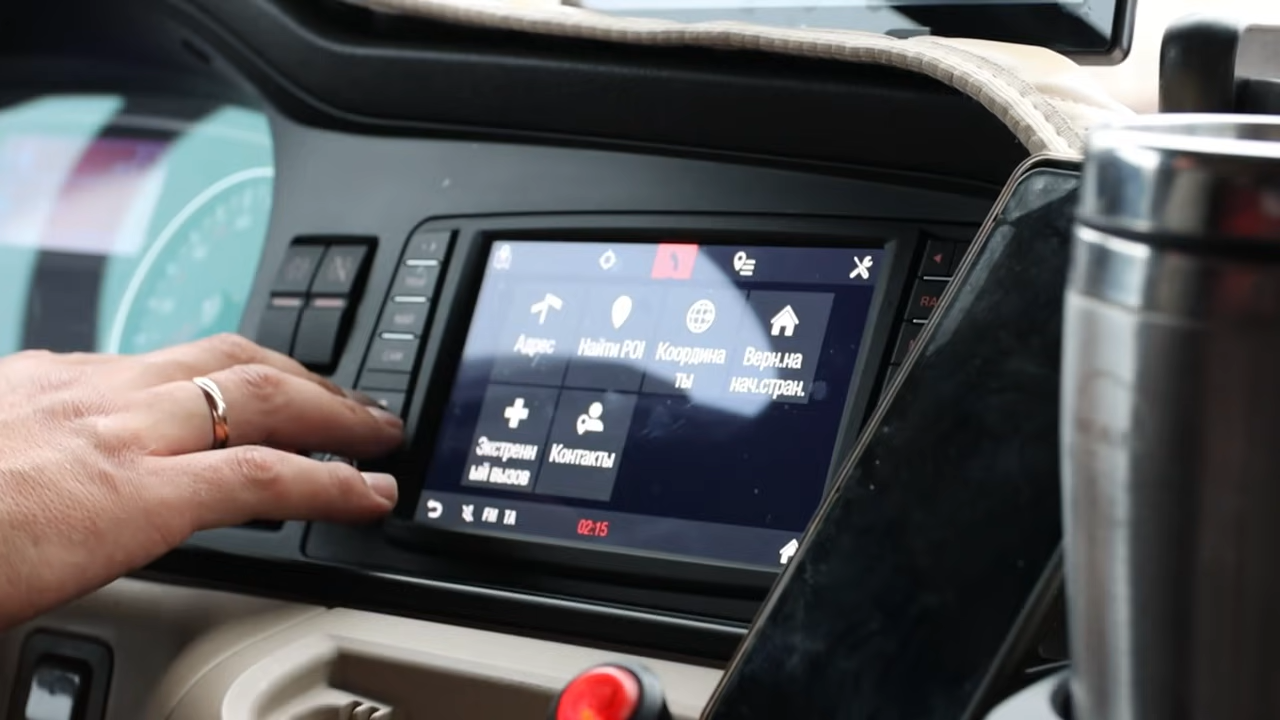 Адрес
Найти POI
Координа
ты
Верн.на
нач.стран.
Экстренн
ый вызов
Контакты
FM TA
02:15